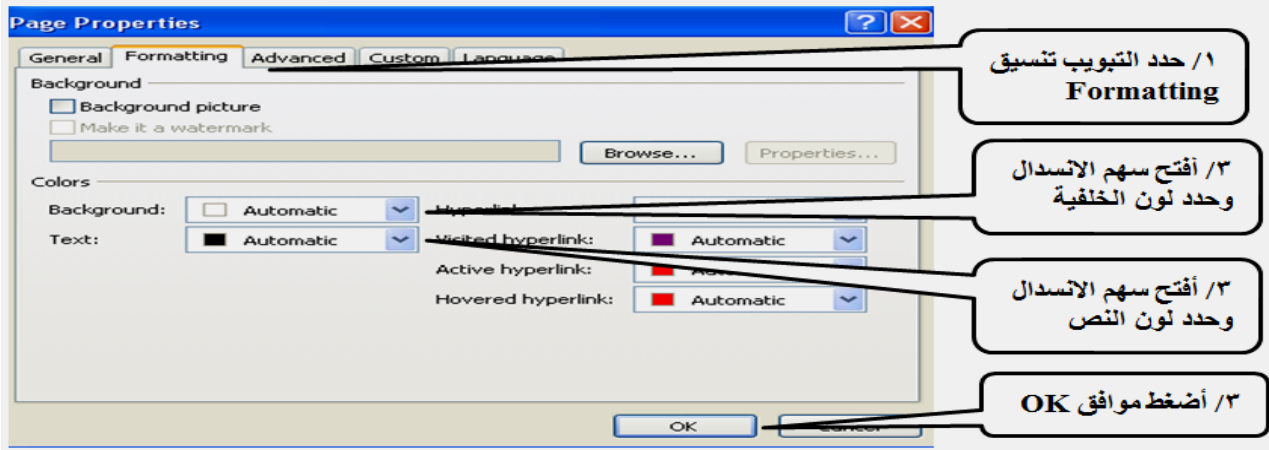 Page Properties
General Formatting Advanced Custom Language
١/ حدد التبويب تنسيق
Formatting
Background
Background picture
Make it a watermark
Browse... Properties...
٣/ أفتح سهم الانسدال
وحدد لون الخلفية
Colors
Background: Automatic
Text: Automatic Visited hyperlink: Automatic
Active hyperlink:
Hovered hyperlink: Automatic
٣/ أفتح سهم الانسدال
وحدد لون النص
٣/ أضغط موافق OK
OK